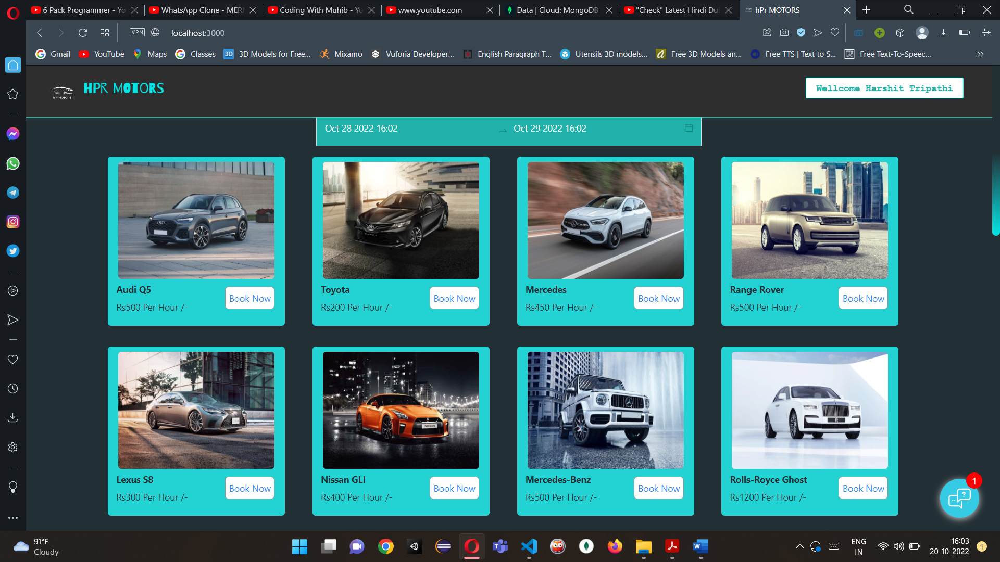 6 Pack Programmer - Yo
WhatsApp Clone - MERN
Coding With Muhib - Yo
www.youtube.com
Data | Cloud: MongoDB
"Check" Latest Hindi Du
hPr MOTORS
VPN
localhost:3000
Gmail
YouTube
Maps
Classes
3D
3D Models for Free...
Mixamo
Vuforia Developer...
English Paragraph T...
Utensils 3D models...
Free 3D Models an...
Free TTS | Text to S...
TTS
MP3
Free Text-To-Speec...
hPr MOTORS
HPR MOTORS
Wellcome Harshit Tripathi
Oct 28 2022 16:02
Oct 29 2022 16:02
Audi Q5
Rs500 Per Hour /-
Book Now
Toyota
Rs200 Per Hour /-
Book Now
Mercedes
Rs450 Per Hour /-
Book Now
Range Rover
Rs500 Per Hour /-
Book Now
NISSAN
Lexus S8
Rs300 Per Hour /-
Book Now
Nissan GLI
Rs400 Per Hour /-
Book Now
Mercedes-Benz
Rs500 Per Hour /-
Book Now
Rolls-Royce Ghost
Rs1200 Per Hour /-
Book Now
1
91°F
Cloudy
ENG
IN
16:03
20-10-2022
1